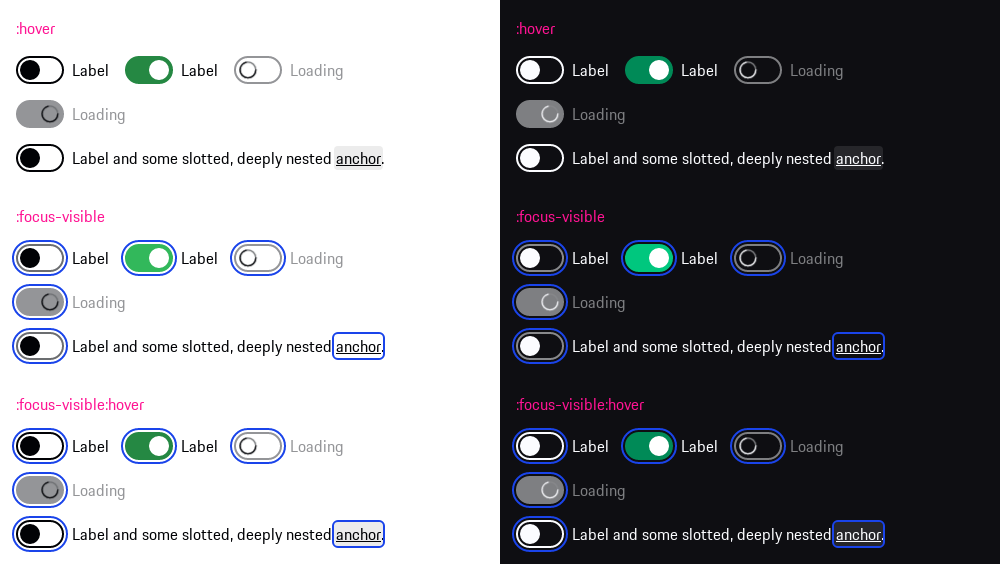 :hover
Label Label Loading
Loading
Label and some slotted, deeply nested anchor.
:focus-visible
Label Label Loading
Loading
Label and some slotted, deeply nested anchor.
:focus-visible:hover
Label Label Loading
Loading
Label and some slotted, deeply nested anchor.
:hover
Label Label Loading
Loading
Label and some slotted, deeply nested anchor.
:focus-visible
Label Label Loading
Loading
Label and some slotted, deeply nested anchor.
:focus-visible:hover
Label Label Loading
Loading
Label and some slotted, deeply nested anchor.